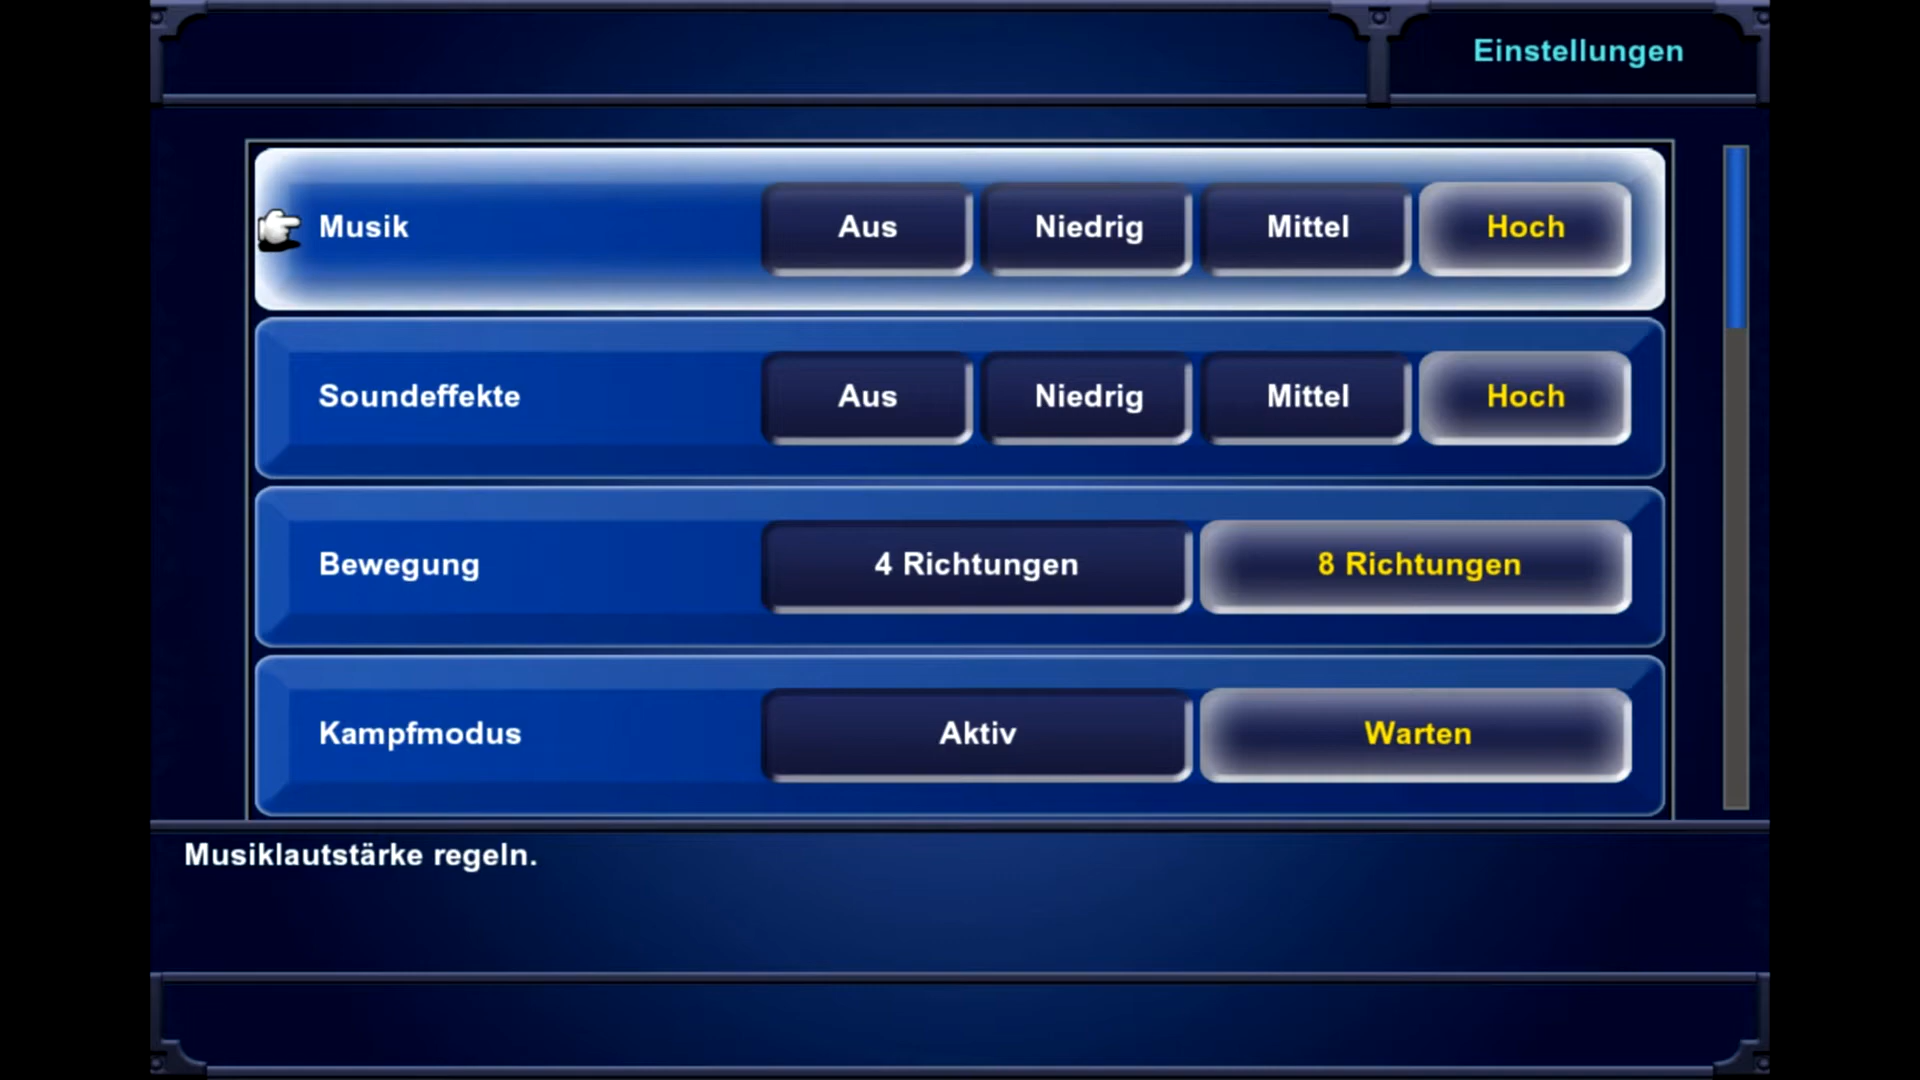 Einstellungen
Musik Aus Niedrig Mittel Hoch
Soundeffekte Aus Niedrig Mittel Hoch
Bewegung 4 Richtungen 8 Richtungen
Kampfmodus Aktiv Warten
Musiklautstärke regeln.